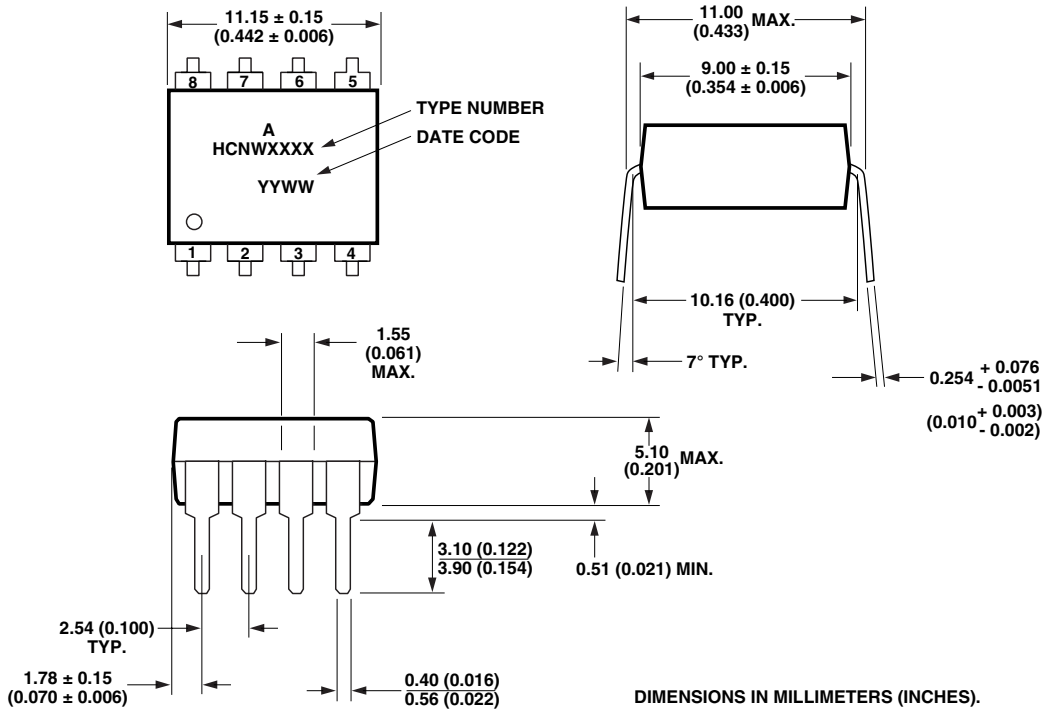 11.15 ± 0.15
(0.442 ± 0.006)
8 7 6 5
A
HCNWXXXX
YYWW
TYPE NUMBER
DATE CODE
1 2 3 4
11.00
(0.433)
MAX.
9.00 ± 0.15
(0.354 ± 0.006)
10.16 (0.400)
TYP.
7° TYP.
0.254 + 0.076
- 0.0051
(0.010 + 0.003)
- 0.002)
1.55
(0.061)
MAX.
5.10
(0.201)
MAX.
3.10 (0.122)
3.90 (0.154)
0.51 (0.021) MIN.
2.54 (0.100)
TYP.
1.78 ± 0.15
(0.070 ± 0.006)
0.40 (0.016)
0.56 (0.022)
DIMENSIONS IN MILLIMETERS (INCHES).